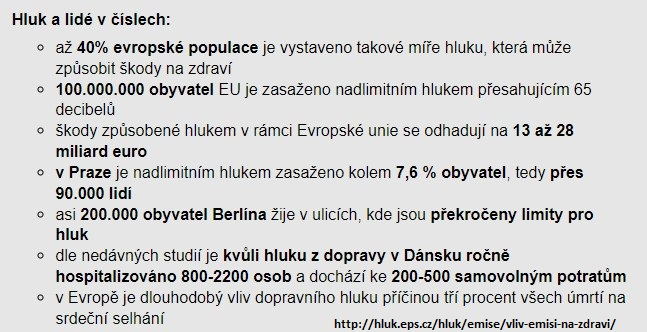 Hluk a lidé v číslech:
až 40% evropské populace je vystaveno takové míře hluku, která může
způsobit škody na zdraví
100.000.000 obyvatel EU je zasaženo nadlimitním hlukem přesahujícím 65
decibelů
škody způsobené hlukem v rámci Evropské unie se odhadují na 13 až 28
miliard euro
v Praze je nadlimitním hlukem zasaženo kolem 7,6 % obyvatel, tedy přes
90.000 lidí
asi 200.000 obyvatel Berlína žije v ulicích, kde jsou překročeny limity pro
hluk
dle nedávných studií je kvůli hluku z dopravy v Dánsku ročně
hospitalizováno 800-2200 osob a dochází ke 200-500 samovolným potratům
v Evropě je dlouhodobý vliv dopravního hluku příčinou tří procent všech úmrtí na
srdeční selhání
http://hluk.eps.cz/hluk/emise/vliv-emisi-na-zdravi/